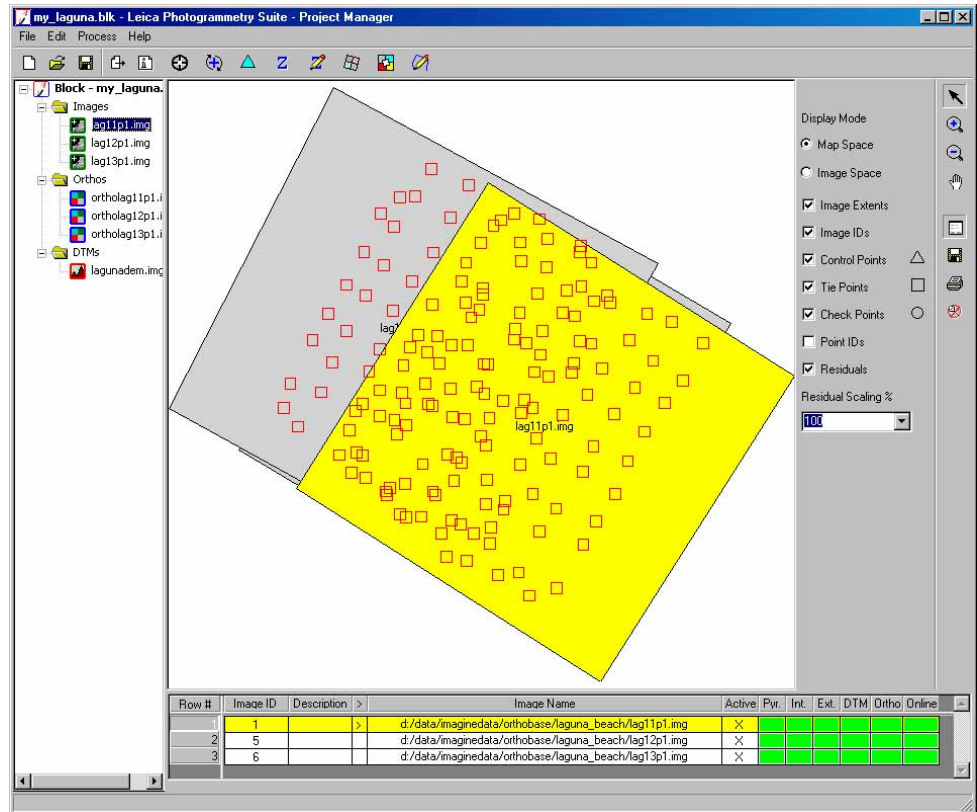 my_laguna.blk - Leica Photogrammetry Suite - Project Manager
File Edit Process Help
Block - my_laguna.
Images
lag11p1.img
lag12p1.img
lag13p1.img
Orthos
ortholag11p1.i
ortholag12p1.i
ortholag13p1.i
DTMs
lagunadem.img
lag1
lag11p1.img
Display Mode
Map Space
Image Space
Image Extents
Image IDs
Control Points
Tie Points
Check Points
Point IDs
Residuals
Residual Scaling %
100
Row # Image ID Description > Image Name Active Pyr. Int. Ext. DTM Ortho Online
1 1 > d:/data/imaginedata/orthobase/laguna_beach/lag11p1.img X
2 5 d:/data/imaginedata/orthobase/laguna_beach/lag12p1.img X
3 6 d:/data/imaginedata/orthobase/laguna_beach/lag13p1.img X